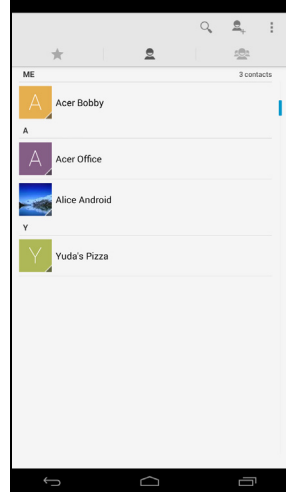 ME 3 contacts
A Acer Bobby
A
A Acer Office
Alice Android
Y
Y Yuda's Pizza